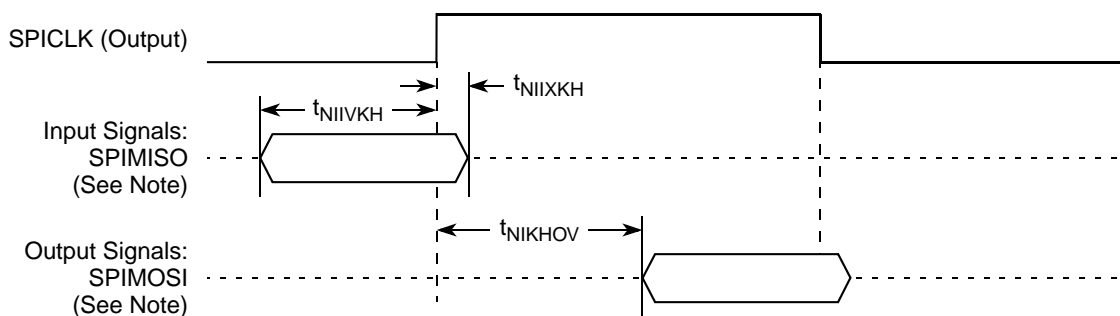 SPICLK (Output)
tNIIXKH
tNIIVKH
Input Signals:
SPIMISO
(See Note)
tNIKHOV
Output Signals:
SPIMOSI
(See Note)